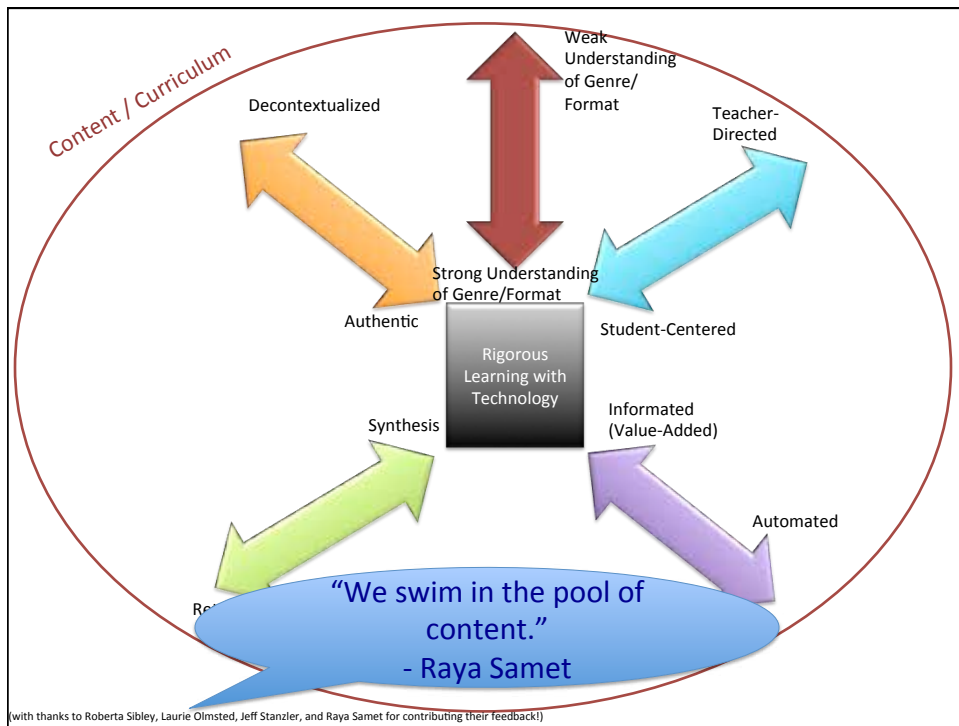 Content / Curriculum
Weak
Understanding
of Genre/
Format
Decontextualized
Teacher-
Directed
Strong Understanding
of Genre/Format
Authentic
Student-Centered
Rigorous
Learning with
Technology
Synthesis
Informated
(Value-Added)
Automated
“We swim in the pool of
content.”
- Raya Samet
(with thanks to Roberta Sibley, Laurie Olmsted, Jeff Stanzler, and Raya Samet for contributing their feedback!)